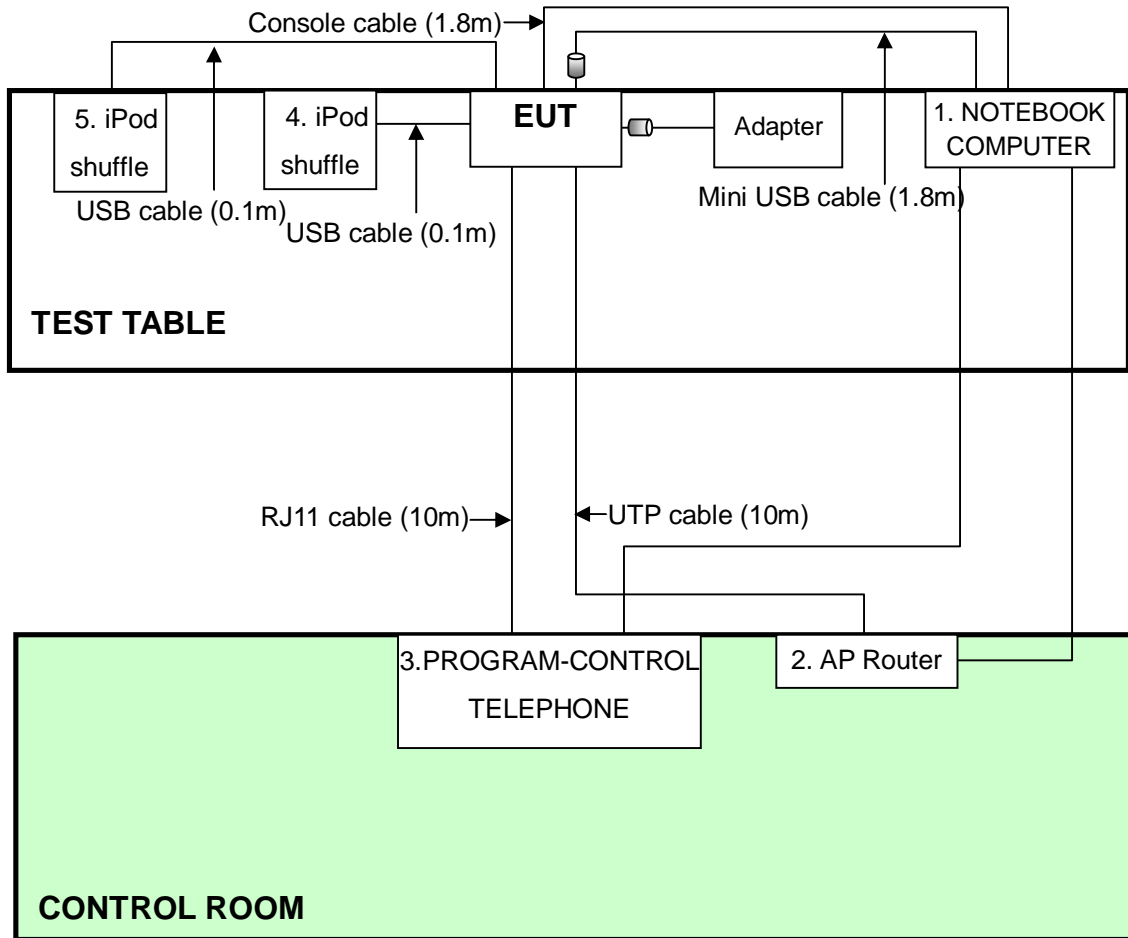 Console cable (1.8m)
5. iPod
shuffle
4. iPod
shuffle
EUT
Adapter
1. NOTEBOOK
COMPUTER
USB cable (0.1m)
USB cable (0.1m)
Mini USB cable (1.8m)
TEST TABLE
RJ11 cable (10m)
UTP cable (10m)
3.PROGRAM-CONTROL
TELEPHONE
2. AP Router
CONTROL ROOM